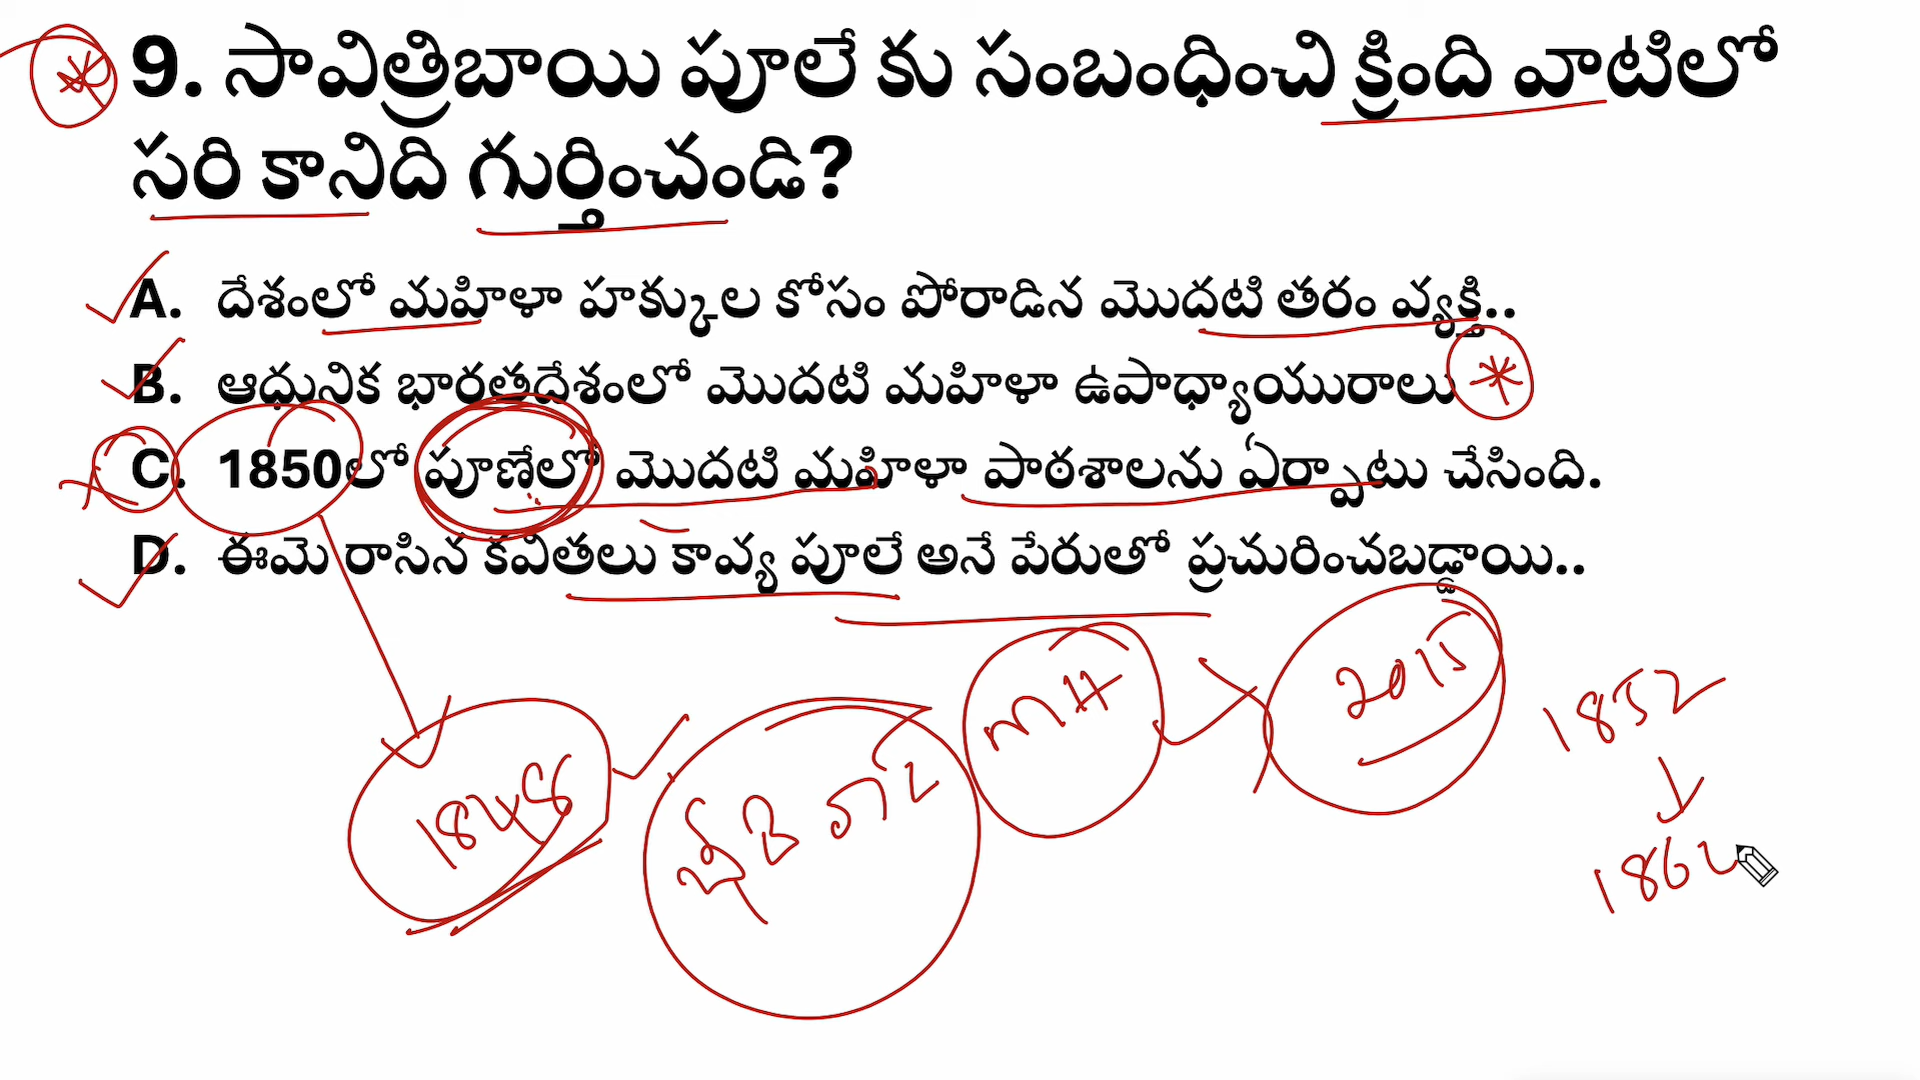 9. సావిత్రిబాయి పూలే కు సంబంధించి క్రింది వాటిలో
సరి కానిది గుర్తించండి?
A. దేశంలో మహిళా హక్కుల కోసం పోరాడిన మొదటి తరం వ్యక్తి..
B. ఆధునిక భారతదేశంలో మొదటి మహిళా ఉపాధ్యాయురాలు
C. 1850లో పూణేలో మొదటి మహిళా పాఠశాలను ఏర్పాటు చేసింది.
D. ఈమె రాసిన కవితలు కావ్య పూలే అనే పేరుతో ప్రచురించబడ్డాయి..
1848
MH
2015
1852
186